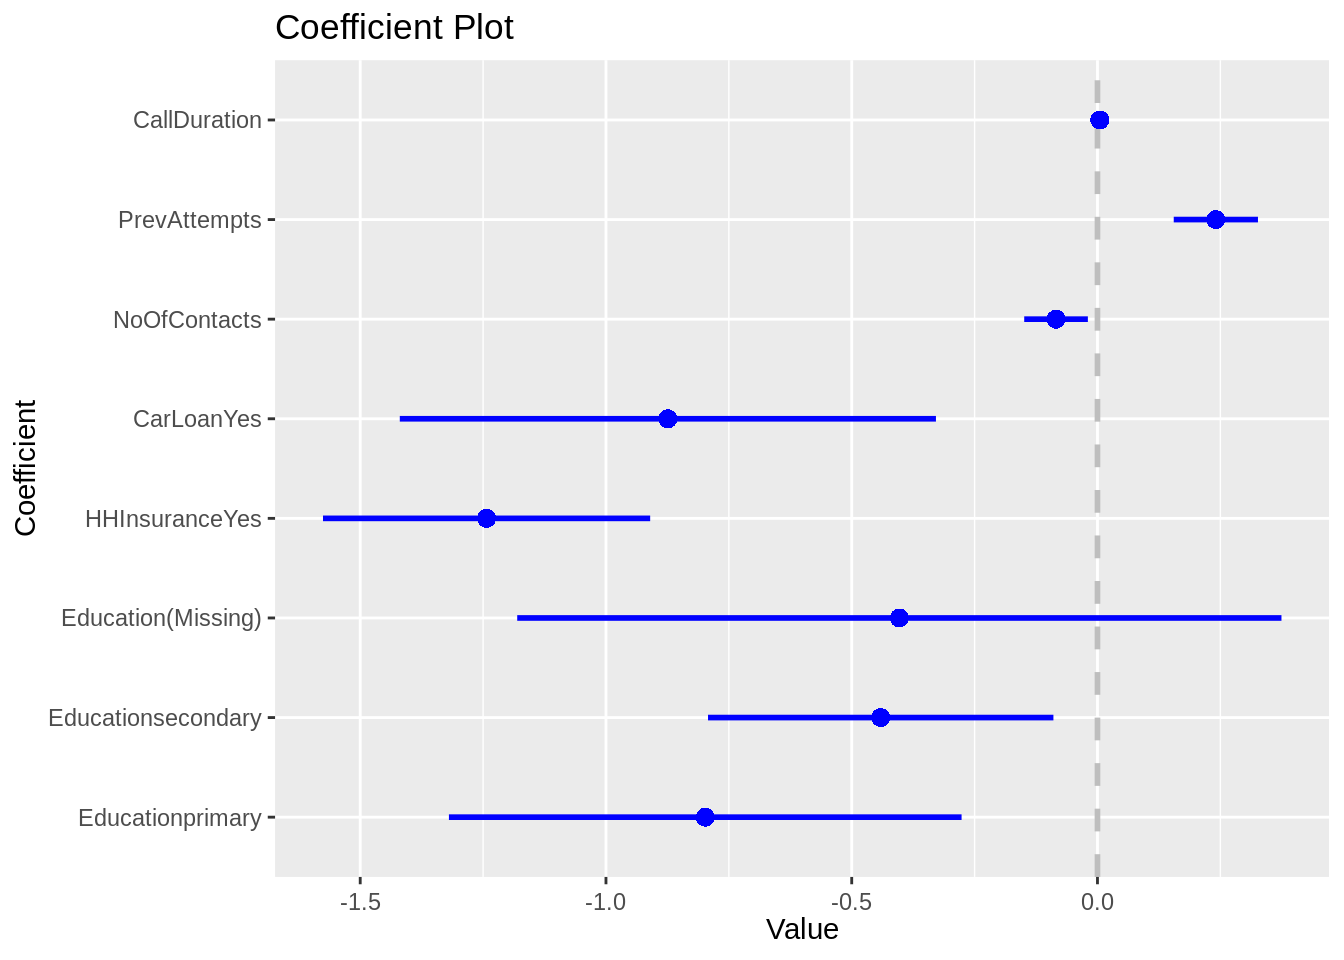 Coefficient Plot
CallDuration
PrevAttempts
NoOfContacts
CarLoanYes
HHInsuranceYes
Education(Missing)
Educationsecondary
Educationprimary
Coefficient
-1.5 -1.0 -0.5 0.0
Value